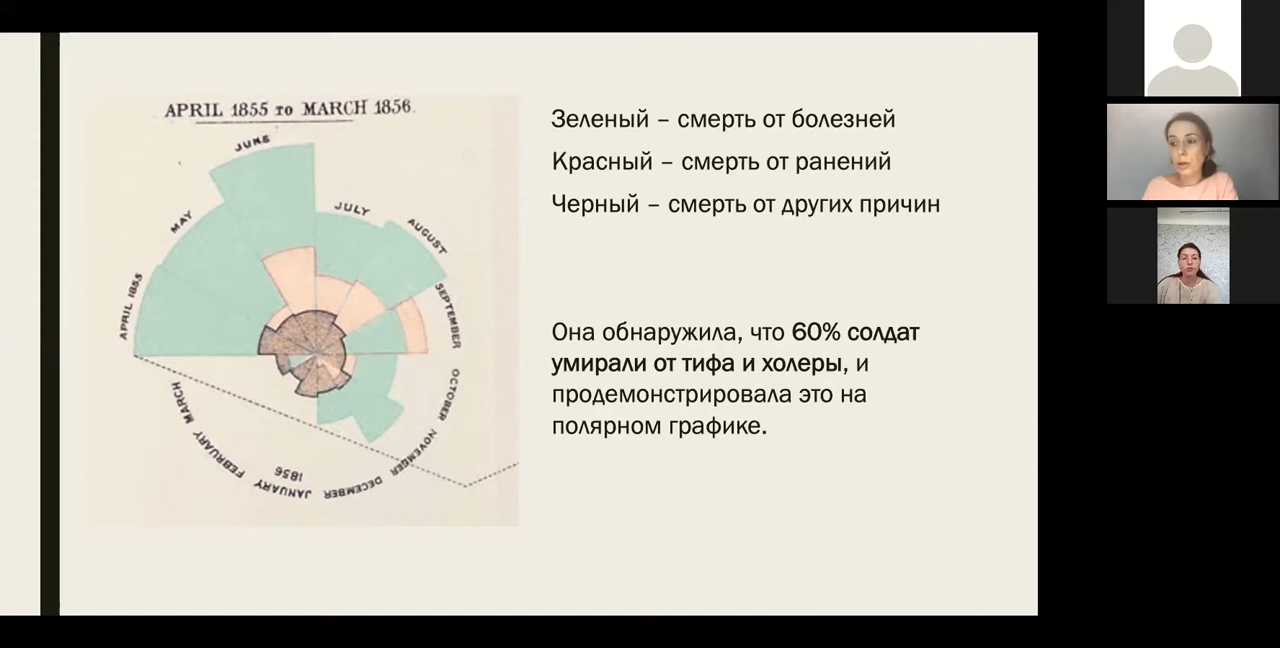 APRIL 1855 TO MARCH 1856.
JUNE
JULY
MAY
AUGUST
APRIL 1855
SEPTEMBER
OCTOBER
MARCH
NOVEMBER
FEBRUARY
1856
DECEMBER
JANUARY
Зеленый – смерть от болезней
Красный – смерть от ранений
Черный – смерть от других причин
Она обнаружила, что 60% солдат
умирали от тифа и холеры, и
продемонстрировала это на
полярном графике.